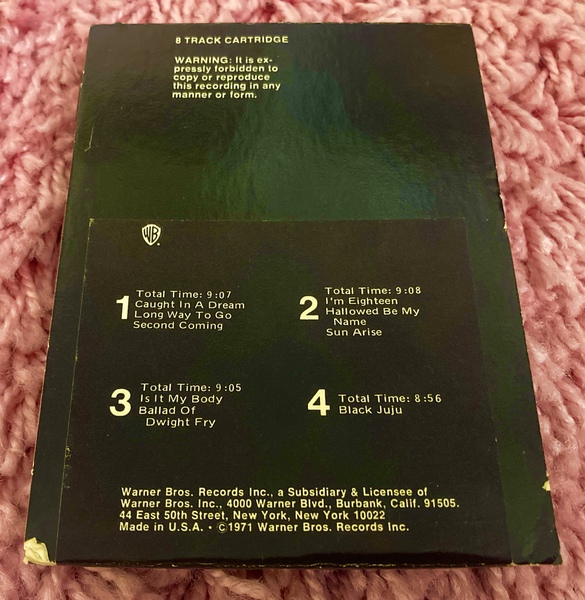 8 TRACK CARTRIDGE
WARNING: It is ex-
pressly forbidden to
copy or reproduce
this recording in any
manner or form.
WB
1
Total Time: 9:07
Caught In A Dream
Long Way To Go
Second Coming
2
Total Time: 9:08
I'm Eighteen
Hallowed Be My
Name
Sun Arise
3
Total Time: 9:05
Is It My Body
Ballad Of
Dwight Fry
4
Total Time: 8:56
Black Juju
Warner Bros. Records Inc., a Subsidiary & Licensee of
Warner Bros. Inc., 4000 Warner Blvd., Burbank, Calif. 91505.
44 East 50th Street, New York, New York 10022
Made in U.S.A. • ©1971 Warner Bros. Records Inc.